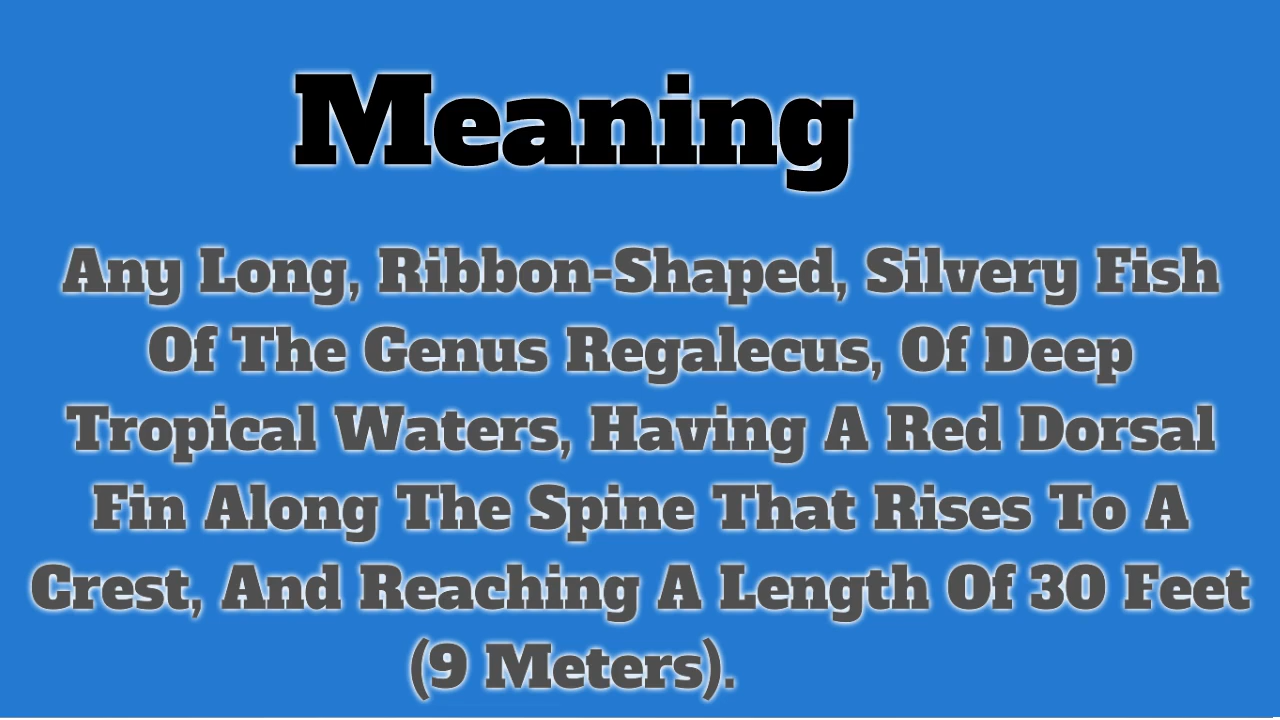 Meaning
Any Long, Ribbon-Shaped, Silvery Fish
Of The Genus Regalecus, Of Deep
Tropical Waters, Having A Red Dorsal
Fin Along The Spine That Rises To A
Crest, And Reaching A Length Of 30 Feet
(9 Meters).